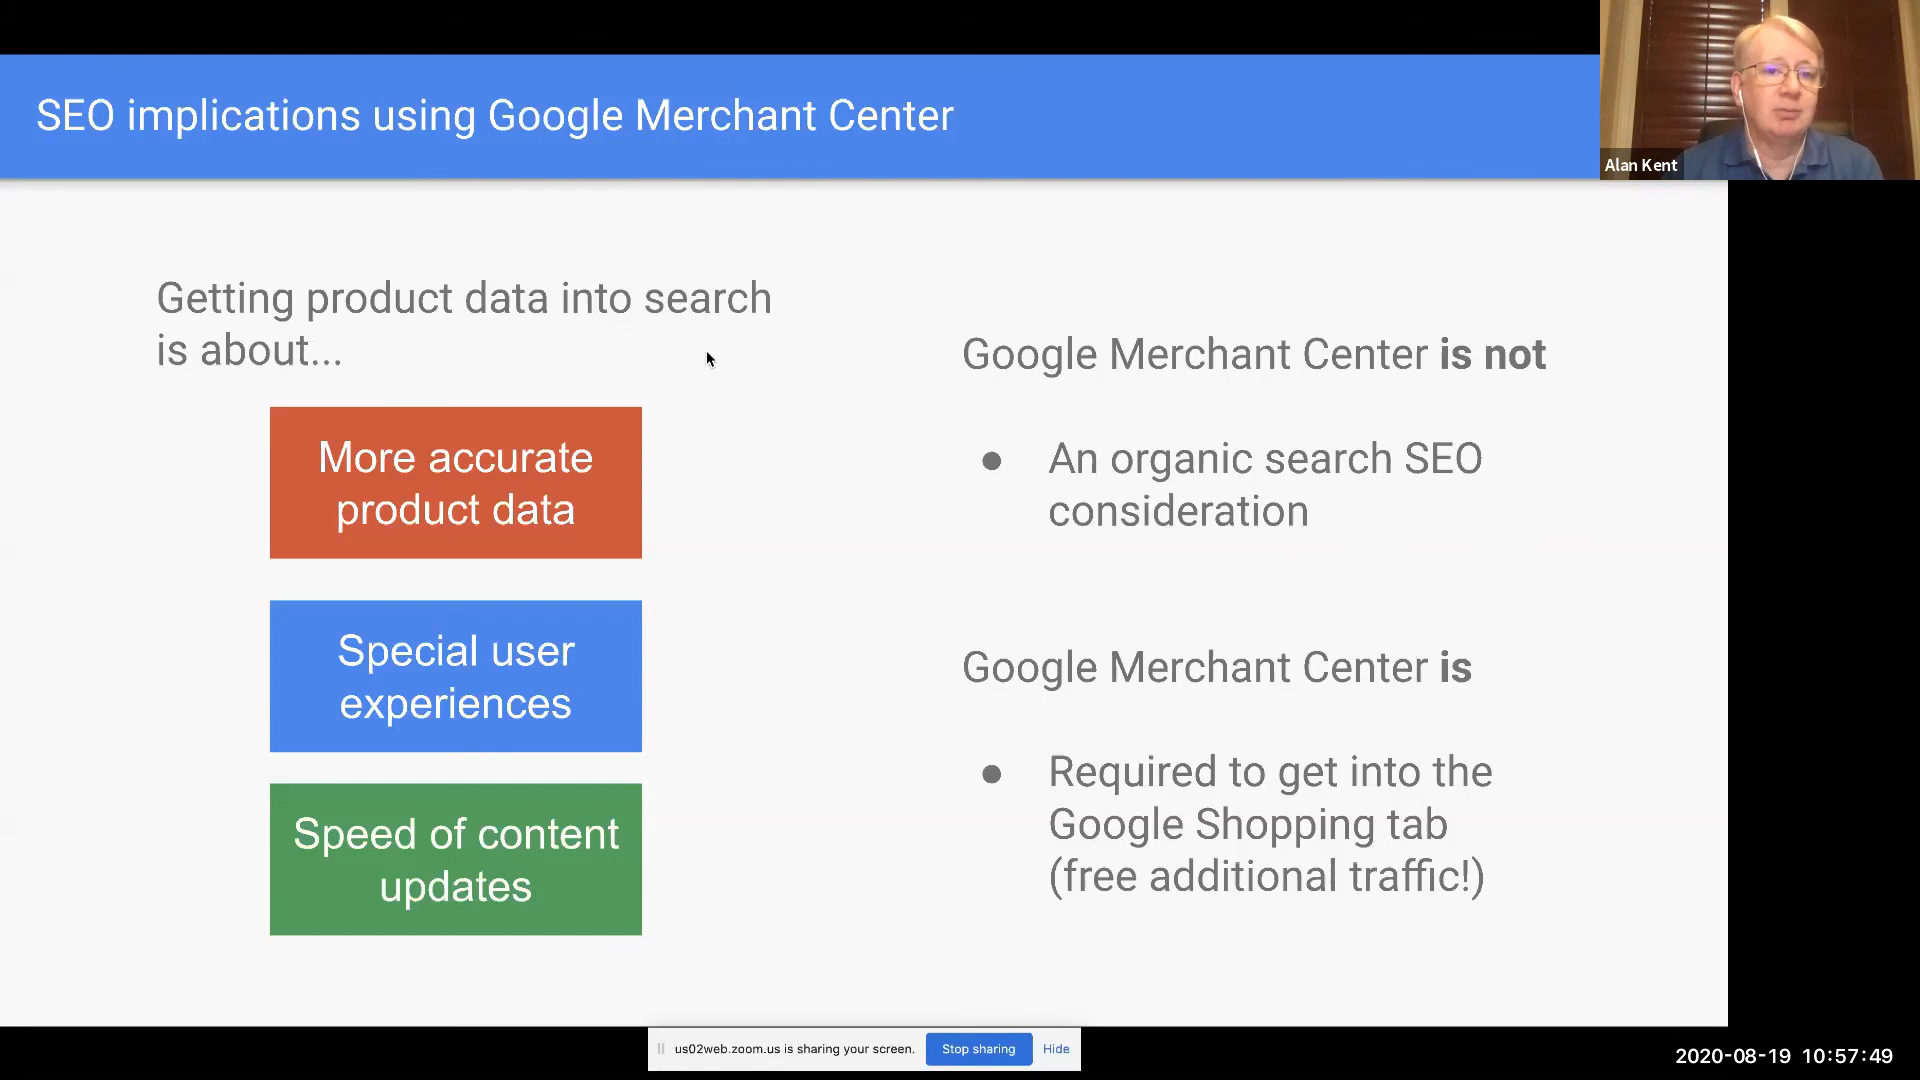 SEO implications using Google Merchant Center
Alan Kent
Getting product data into search
is about...
More accurate
product data
Special user
experiences
Speed of content
updates
Google Merchant Center is not
● An organic search SEO
consideration
Google Merchant Center is
● Required to get into the
Google Shopping tab
(free additional traffic!)
us02web.zoom.us is sharing your screen.
Stop sharing
Hide
2020-08-19 10:57:49